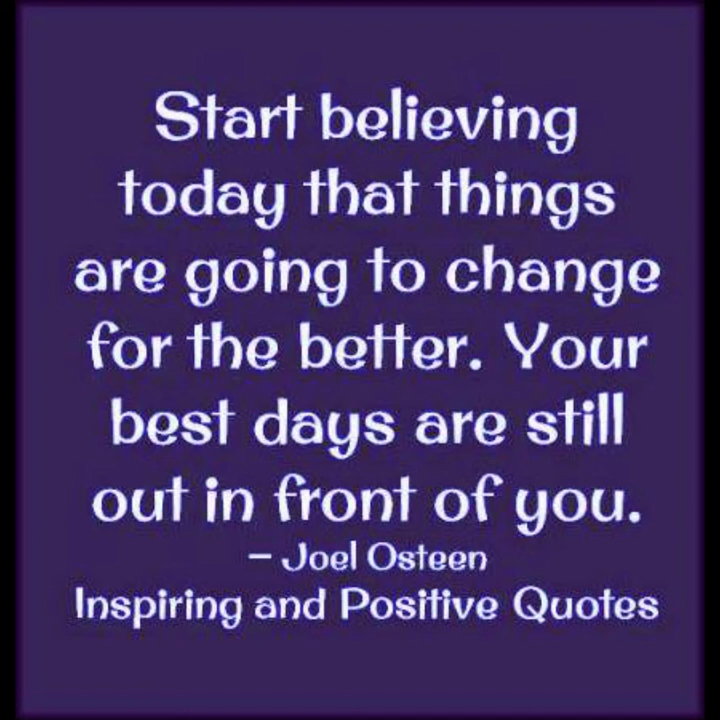 Start believing
today that things
are going to change
for the better. Your
best days are still
out in front of you.
– Joel Osteen
Inspiring and Positive Quotes